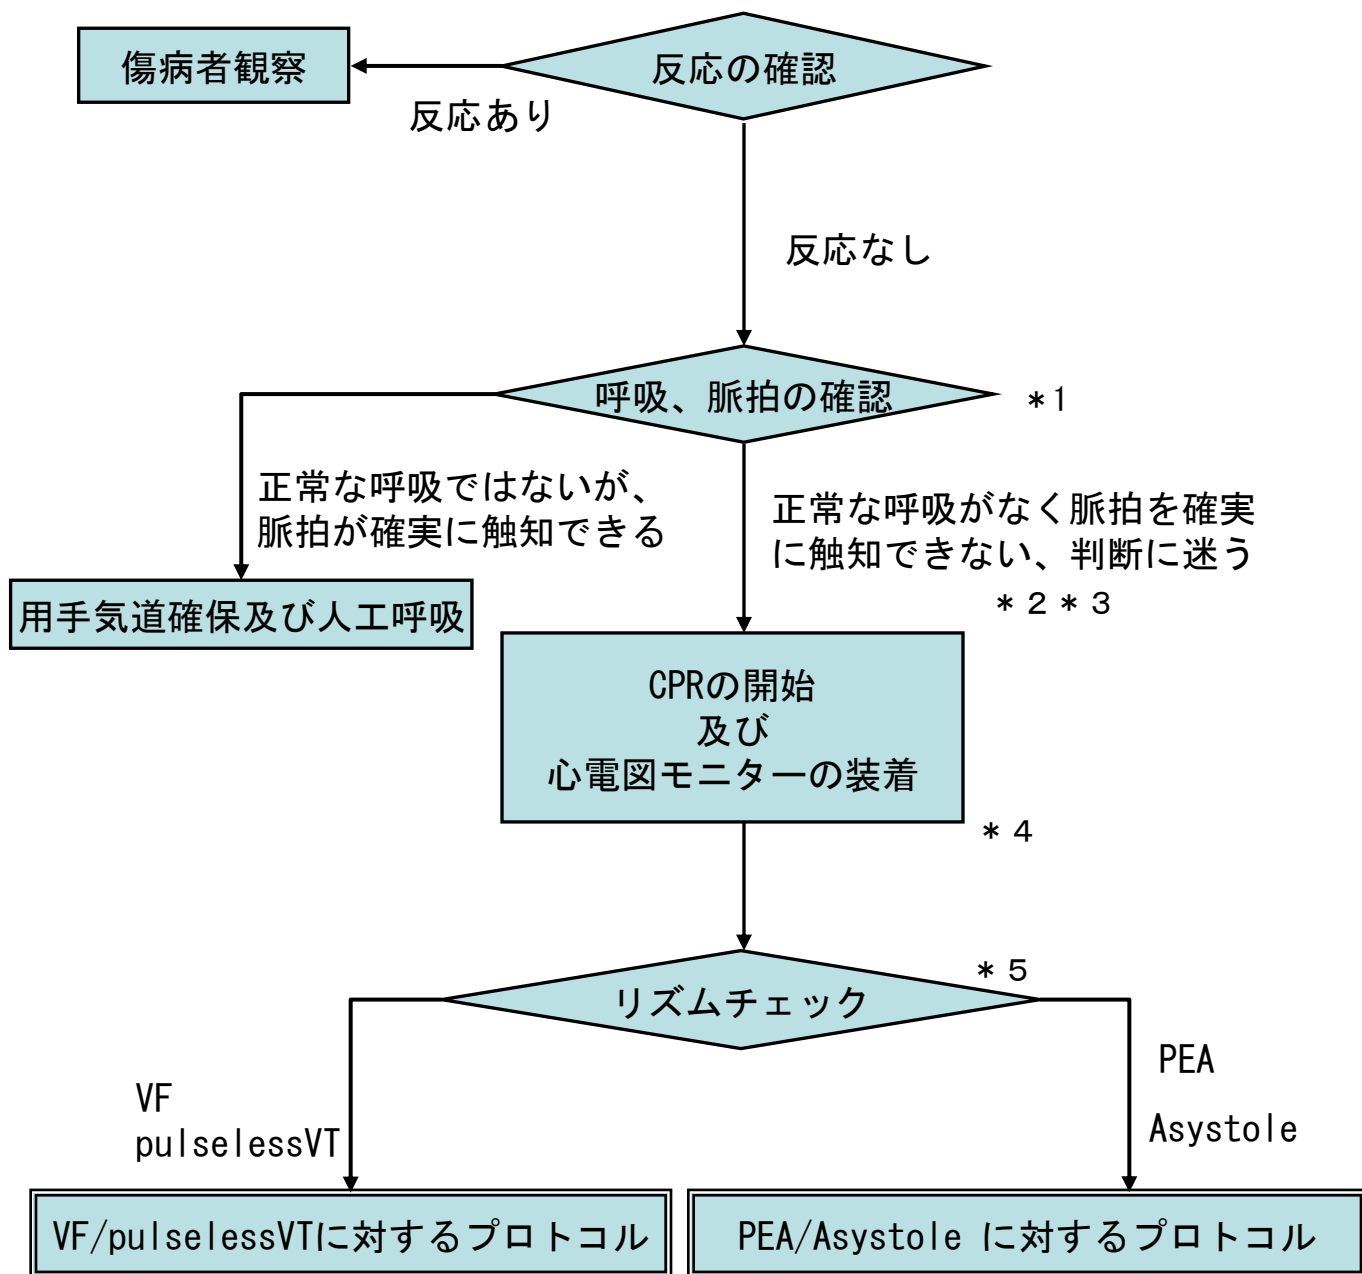 傷病者観察
反応の確認
反応あり
反応なし
呼吸、脈拍の確認
*1
正常な呼吸ではないが、
脈拍が確実に触知できる
正常な呼吸がなく脈拍を確実
に触知できない、判断に迷う
*2*3
用手気道確保及び人工呼吸
CPRの開始
及び
心電図モニターの装着
*4
*5
リズムチェック
VF
pulselessVT
PEA
Asystole
VF/pulselessVTに対するプロトコル
PEA/Asystole に対するプロトコル